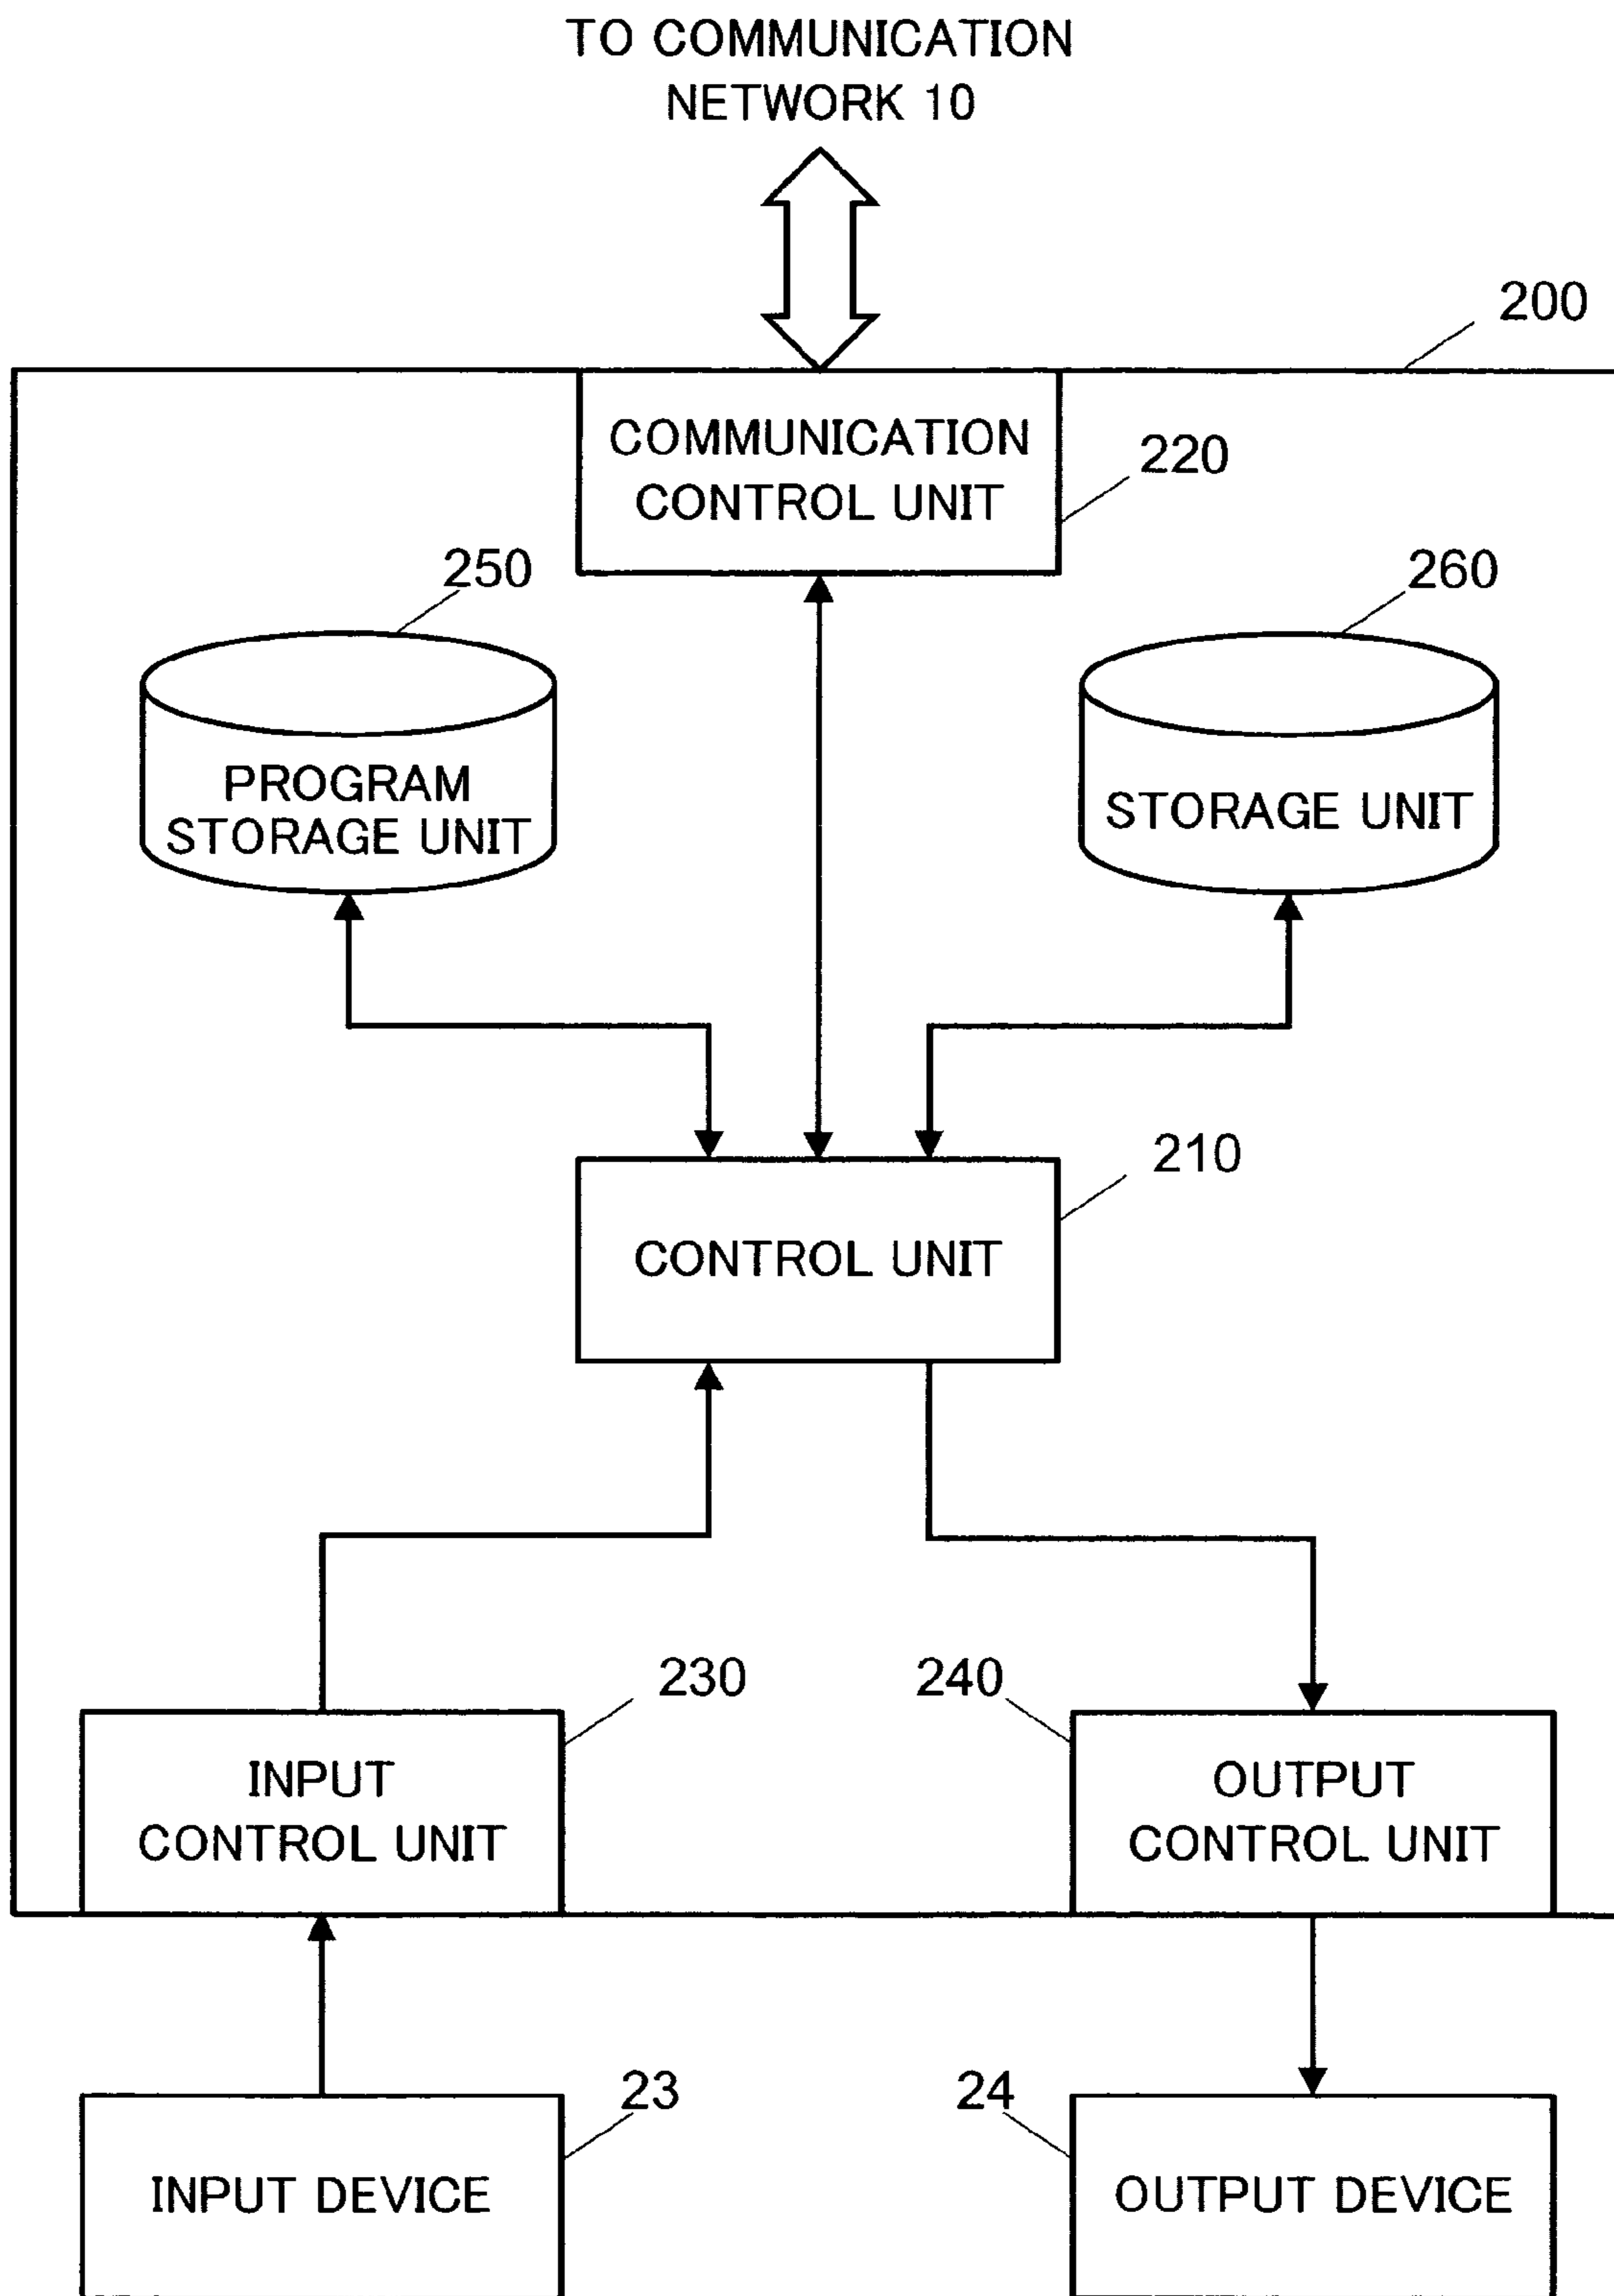 TO COMMUNICATION
NETWORK 10
200
COMMUNICATION
CONTROL UNIT
220
250
260
PROGRAM
STORAGE UNIT
STORAGE UNIT
210
CONTROL UNIT
230
240
INPUT
CONTROL UNIT
OUTPUT
CONTROL UNIT
23
24
INPUT DEVICE
OUTPUT DEVICE